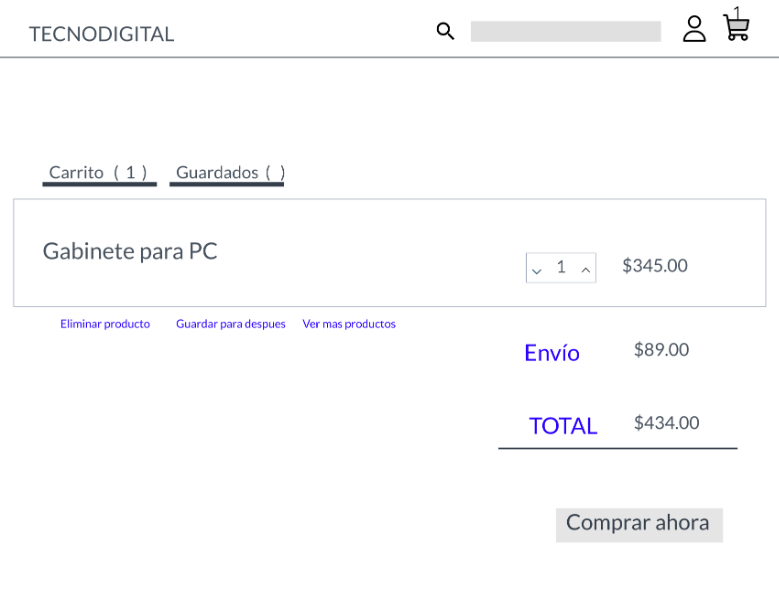 TECNODIGITAL
1
Carrito ( 1 ) Guardados ( )
Gabinete para PC
1 $345.00
Eliminar producto Guardar para despues Ver mas productos
Envío $89.00
TOTAL $434.00
Comprar ahora